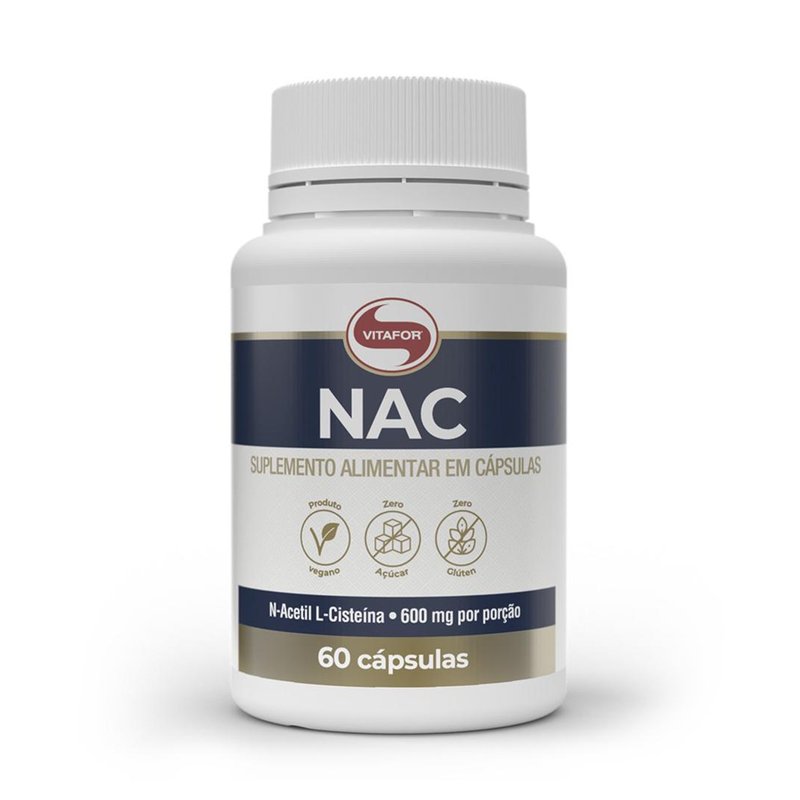 VITAFOR
NAC
SUPLEMENTO ALIMENTAR EM CÁPSULAS
Produto vegano
Zero Açúcar
Zero Glúten
N-Acetil L-Cisteína • 600 mg por porção
60 cápsulas